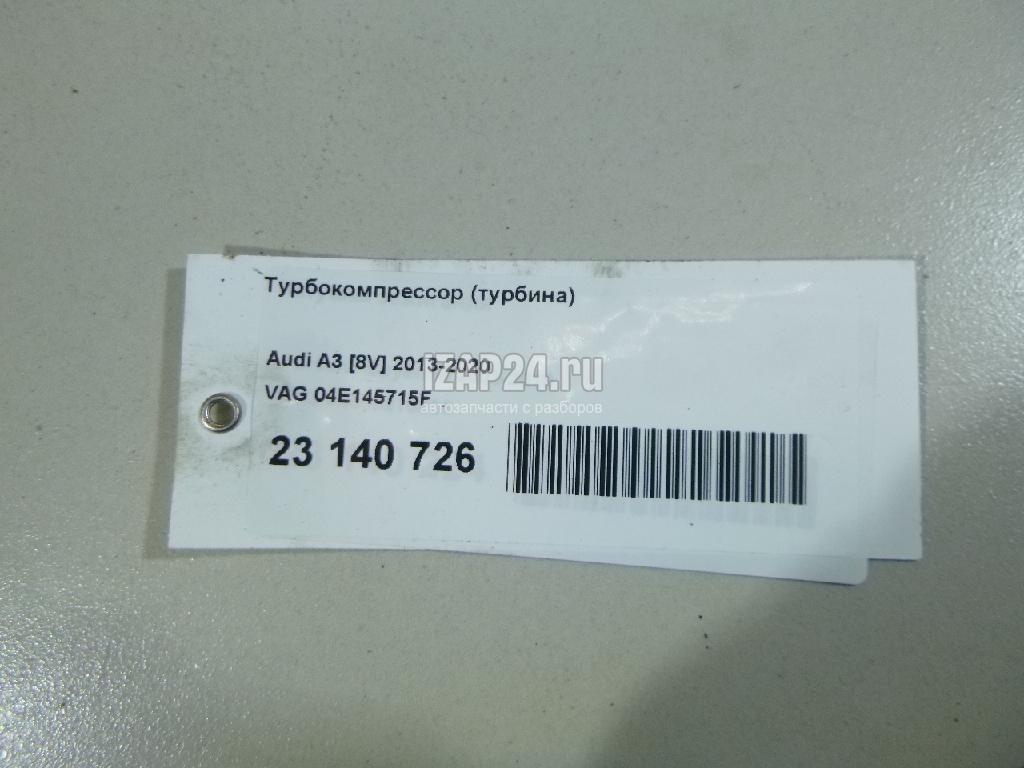 Турбокомпрессор (турбина)
Audi A3 [8V] 2013-2020
IZAP24.ru
VAG 04E145715F
автозапчасти с разборов
23 140 726